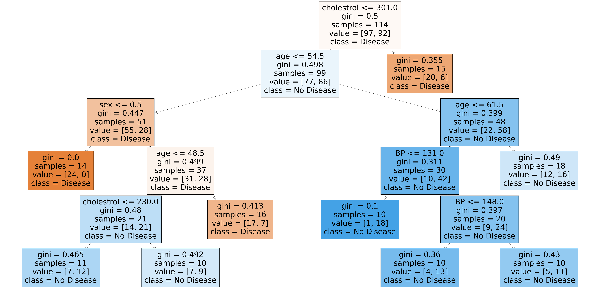 cholestrol <= 301.0
gini = 0.5
samples = 114
value = [97, 92]
class = Disease
age <= 54.5
gini = 0.498
samples = 99
value = [77, 86]
class = No Disease
gini = 0.355
samples = 15
value = [20, 6]
class = Disease
sex <= 0.5
gini = 0.447
samples = 51
value = [55, 28]
class = Disease
age <= 61.5
gini = 0.399
samples = 48
value = [22, 58]
class = No Disease
gini = 0.0
samples = 14
value = [24, 0]
class = Disease
age <= 48.5
gini = 0.499
samples = 37
value = [31, 28]
class = Disease
BP <= 131.0
gini = 0.311
samples = 30
value = [10, 42]
class = No Disease
gini = 0.49
samples = 18
value = [12, 16]
class = No Disease
cholestrol <= 230.0
gini = 0.48
samples = 21
value = [14, 21]
class = No Disease
gini = 0.413
samples = 16
value = [17, 7]
class = Disease
gini = 0.1
samples = 10
value = [1, 18]
class = No Disease
BP <= 148.0
gini = 0.397
samples = 20
value = [9, 24]
class = No Disease
gini = 0.465
samples = 11
value = [7, 12]
class = No Disease
gini = 0.492
samples = 10
value = [7, 9]
class = No Disease
gini = 0.36
samples = 10
value = [4, 13]
class = No Disease
gini = 0.43
samples = 10
value = [5, 11]
class = No Disease